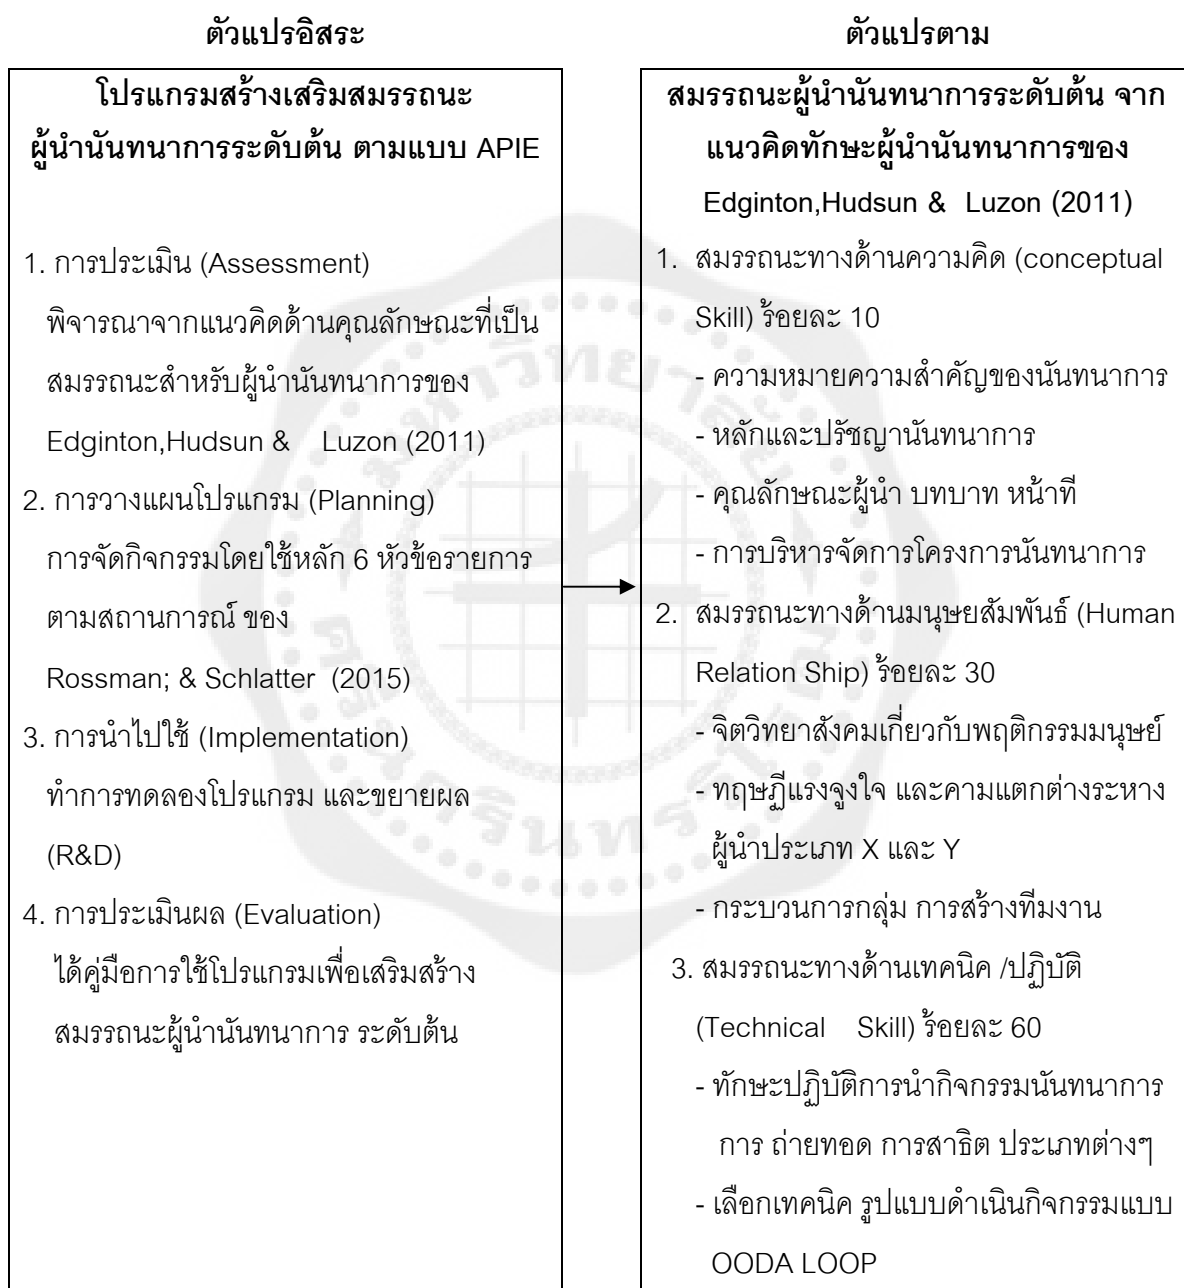 ตัวแปรอิสระ
โปรแกรมสร้างเสริมสมรรถนะ
ผู้นำนันทนาการระดับต้น ตามแบบ APIE
1. การประเมิน (Assessment)
พิจารณาจากแนวคิดด้านคุณลักษณะที่เป็น
สมรรถนะสำหรับผู้นำนันทนาการของ
Edginton,Hudsun & Luzon (2011)
2. การวางแผนโปรแกรม (Planning)
การจัดกิจกรรมโดยใช้หลัก 6 หัวข้อรายการ
ตามสถานการณ์ ของ
Rossman; & Schlatter (2015)
3. การนำไปใช้ (Implementation)
ทำการทดลองโปรแกรม และขยายผล
(R&D)
4. การประเมินผล (Evaluation)
ได้คู่มือการใช้โปรแกรมเพื่อเสริมสร้าง
สมรรถนะผู้นำนันทนาการ ระดับต้น
ตัวแปรตาม
สมรรถนะผู้นำนันทนาการระดับต้น จาก
แนวคิดทักษะผู้นำนันทนาการของ
Edginton,Hudsun & Luzon (2011)
1. สมรรถนะทางด้านความคิด (conceptual
Skill) ร้อยละ 10
- ความหมายความสำคัญของนันทนาการ
- หลักและปรัชญานันทนาการ
- คุณลักษณะผู้นำ บทบาท หน้าที่
- การบริหารจัดการโครงการนันทนาการ
2. สมรรถนะทางด้านมนุษยสัมพันธ์ (Human
Relation Ship) ร้อยละ 30
- จิตวิทยาสังคมเกี่ยวกับพฤติกรรมมนุษย์
- ทฤษฎีแรงจูงใจ และคามแตกต่างระหาง
ผู้นำประเภท X และ Y
- กระบวนการกลุ่ม การสร้างทีมงาน
3. สมรรถนะทางด้านเทคนิค /ปฏิบัติ
(Technical Skill) ร้อยละ 60
- ทักษะปฏิบัติการนำกิจกรรมนันทนาการ
การ ถ่ายทอด การสาธิต ประเภทต่างๆ
- เลือกเทคนิค รูปแบบดำเนินกิจกรรมแบบ
OODA LOOP
มหาวิทยาลัย
ศรีนครินทรวิโรฒ